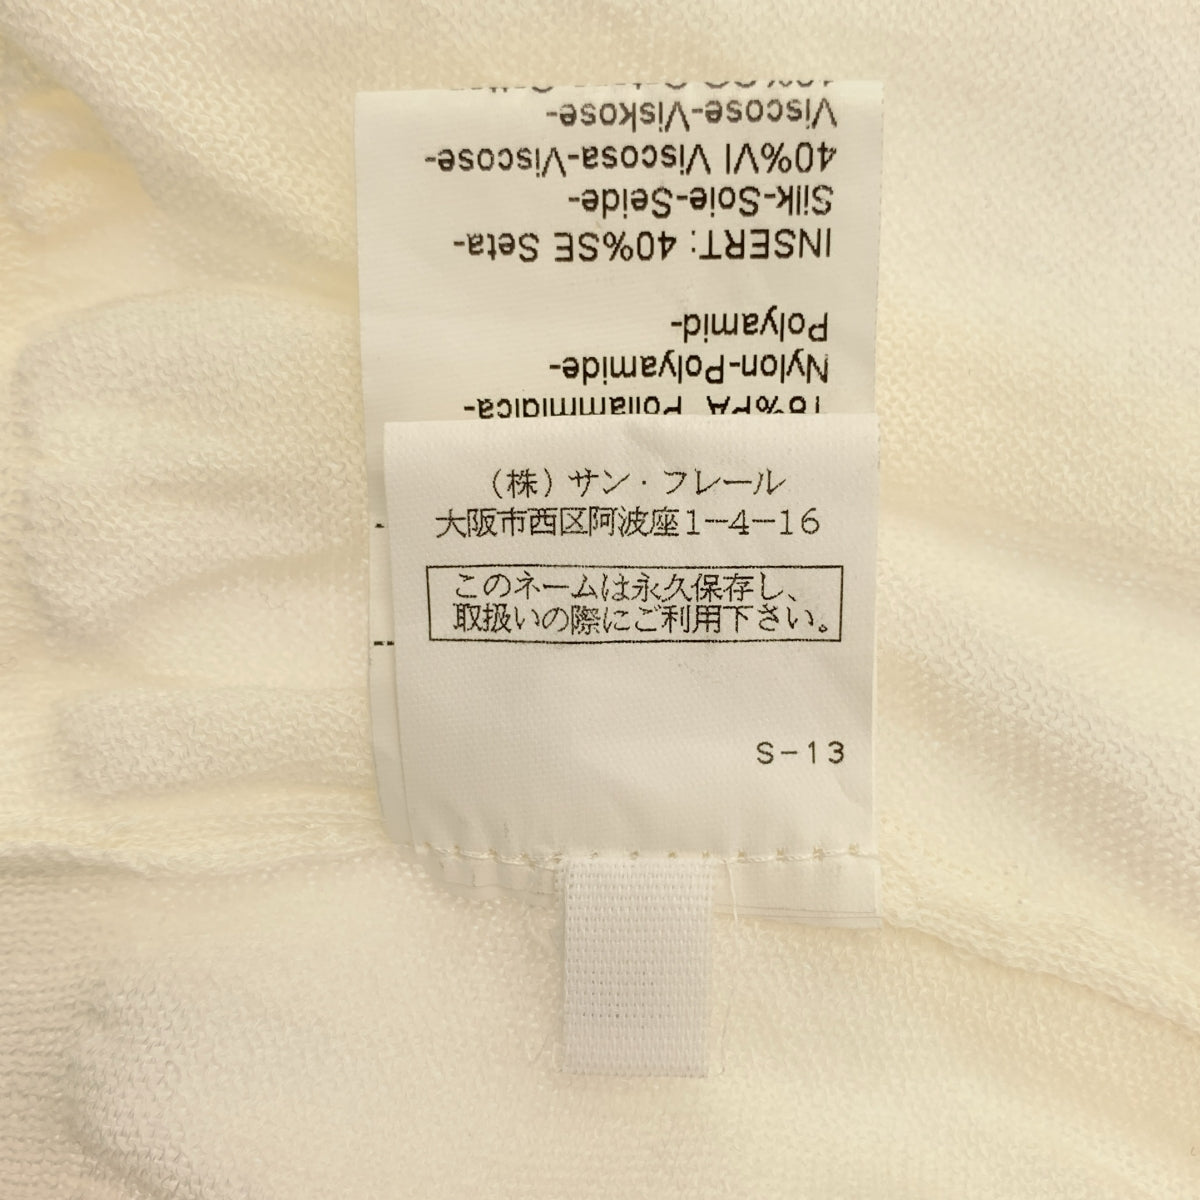 （株）サン・フレール
大阪市西区阿波座1-4-16
このネームは永久保存し、
取扱いの際にご利用下さい。
S-13
Nylon-Polyamide-
Polyamid-
INSERT: 40%SE Seta-
Silk-Soie-Seide-
40%VI Viscosa-Viscose-
Viscose-Viskose-